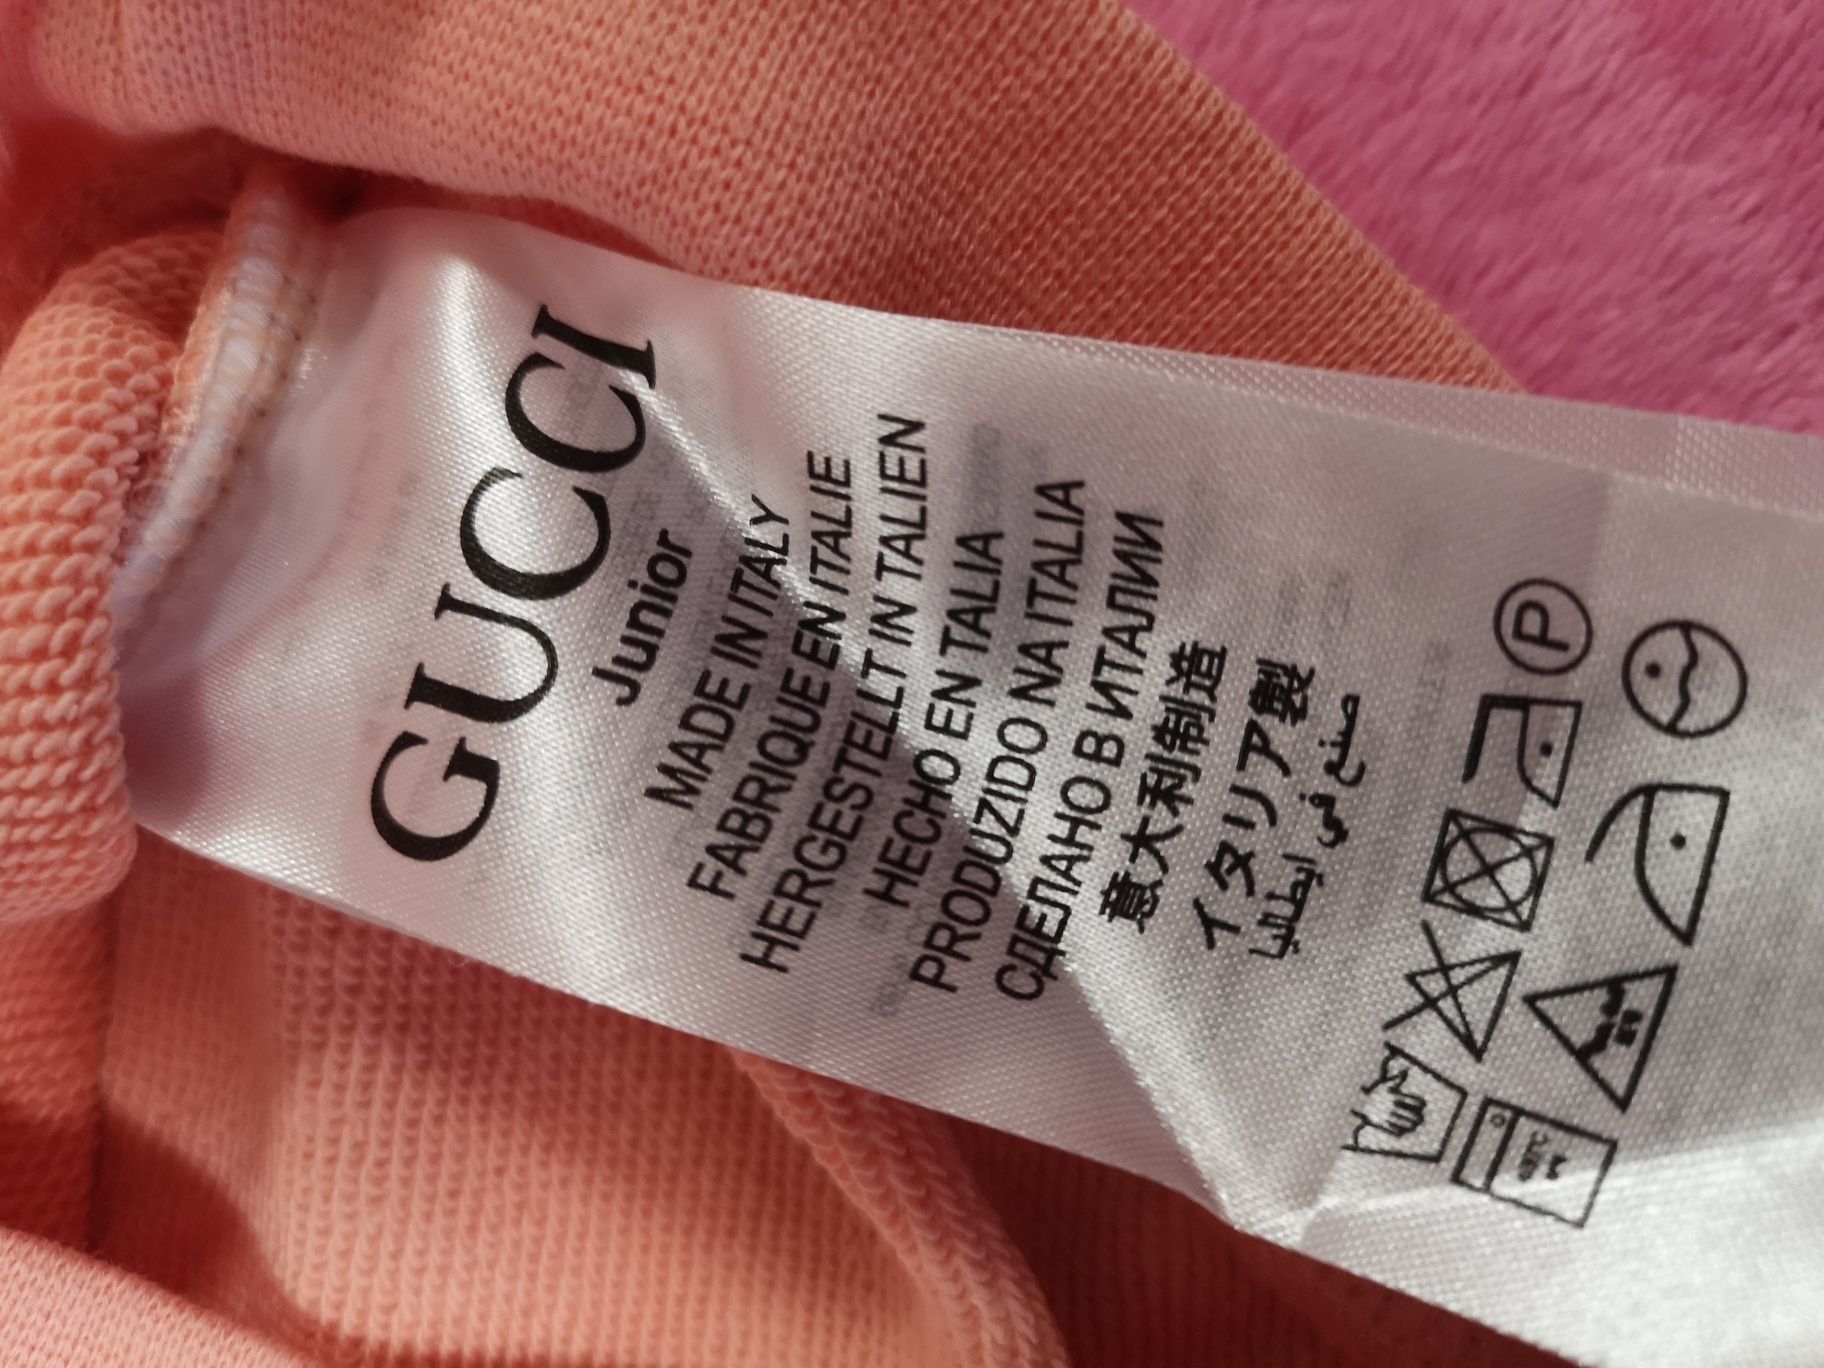 GUCCI
Junior
MADE IN ITALY
FABRIQUE EN ITALIE
HERGESTELLT IN TALIEN
HECHO EN TALIA
PRODUZIDO NA ITALIA
СДЕЛАНО В ИТАЛИИ
意大利制造
イタリア製
صنع في إيطاليا
P